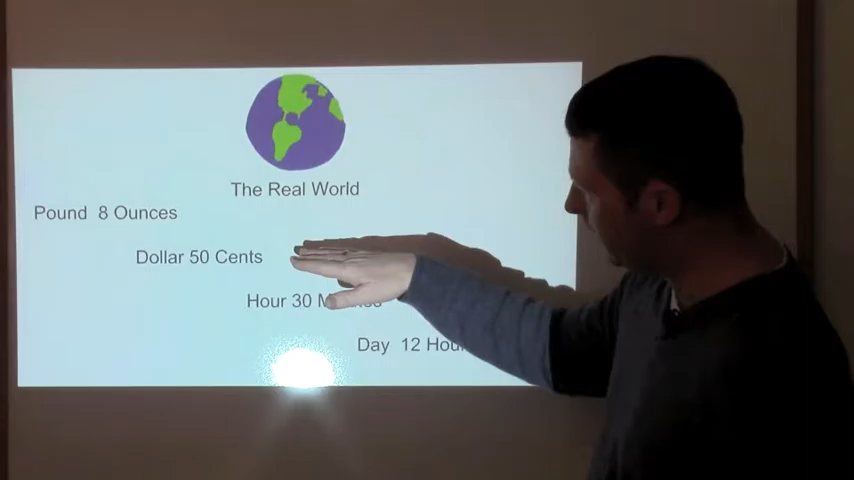 The Real World
Pound 8 Ounces
Dollar 50 Cents
Hour 30
Day 12